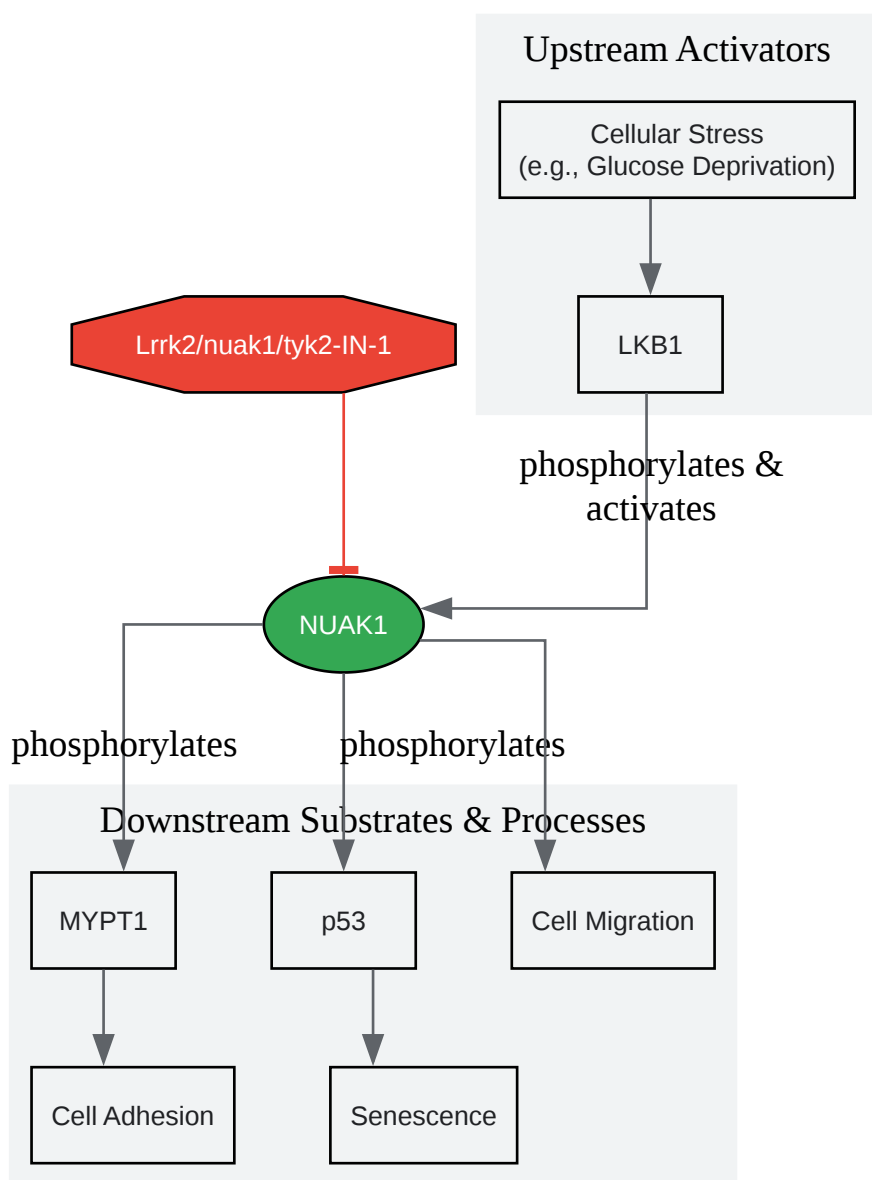 Upstream Activators
Cellular Stress
(e.g., Glucose Deprivation)
Lrrk2/nuak1/tyk2-IN-1
LKB1
phosphorylates &
activates
NUAK1
phosphorylates
phosphorylates
Downstream Substrates & Processes
MYPT1
p53
Cell Migration
Cell Adhesion
Senescence